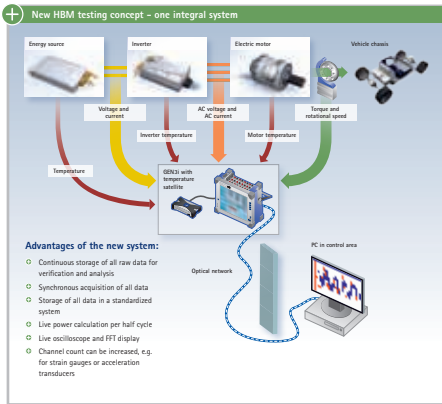 New HBM testing concept – one integral system
Energy source
Inverter
Electric motor
Vehicle chassis
Voltage and
current
AC voltage and
AC current
Torque and
rotational speed
Inverter temperature
Motor temperature
Temperature
GEN3i with
temperature
satellite
Advantages of the new system:
Continuous storage of all raw data for
verification and analysis
Synchronous acquisition of all data
Storage of all data in a standardized
system
Live power calculation per half cycle
Live oscilloscope and FFT display
Channel count can be increased, e.g.
for strain gauges or acceleration
transducers
Optical network
PC in control area